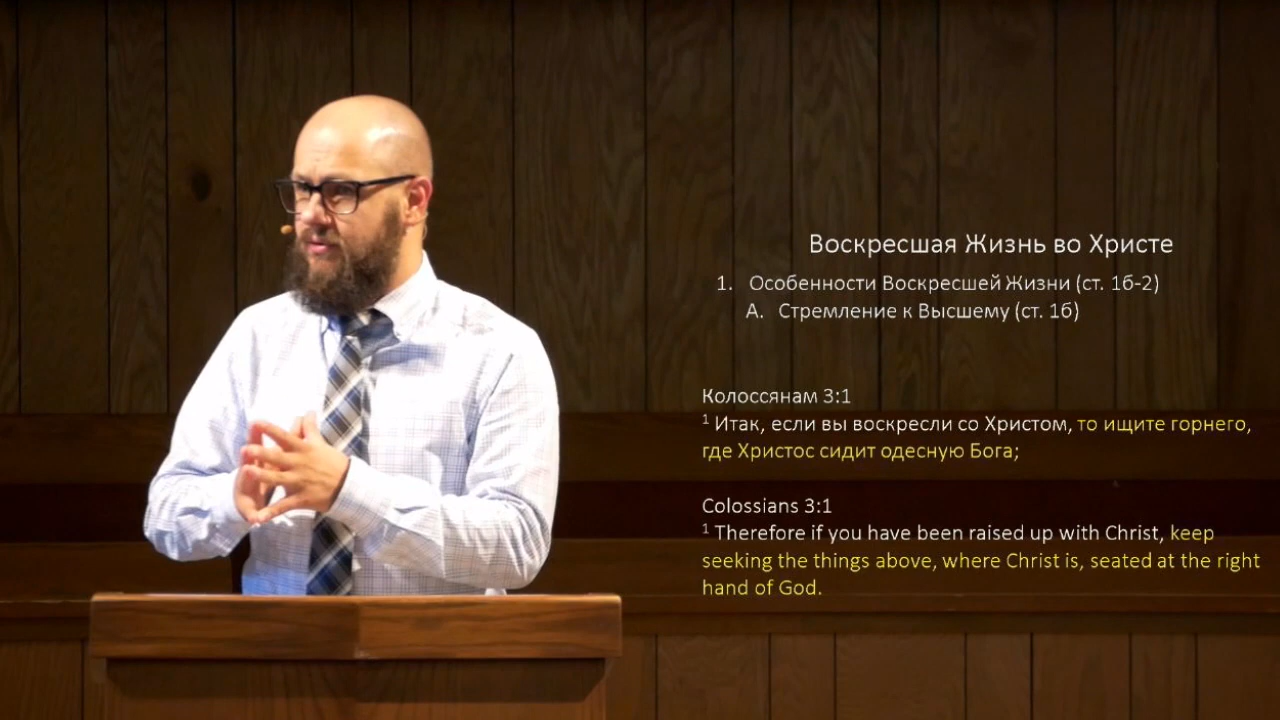 Воскресшая Жизнь во Христе
1. Особенности Воскресшей Жизни (ст. 1б-2)
А. Стремление к Высшему (ст. 1б)
Колоссянам 3:1
¹ Итак, если вы воскресли со Христом, то ищите горнего,
где Христос сидит одесную Бога;
Colossians 3:1
¹ Therefore if you have been raised up with Christ, keep
seeking the things above, where Christ is, seated at the right
hand of God.